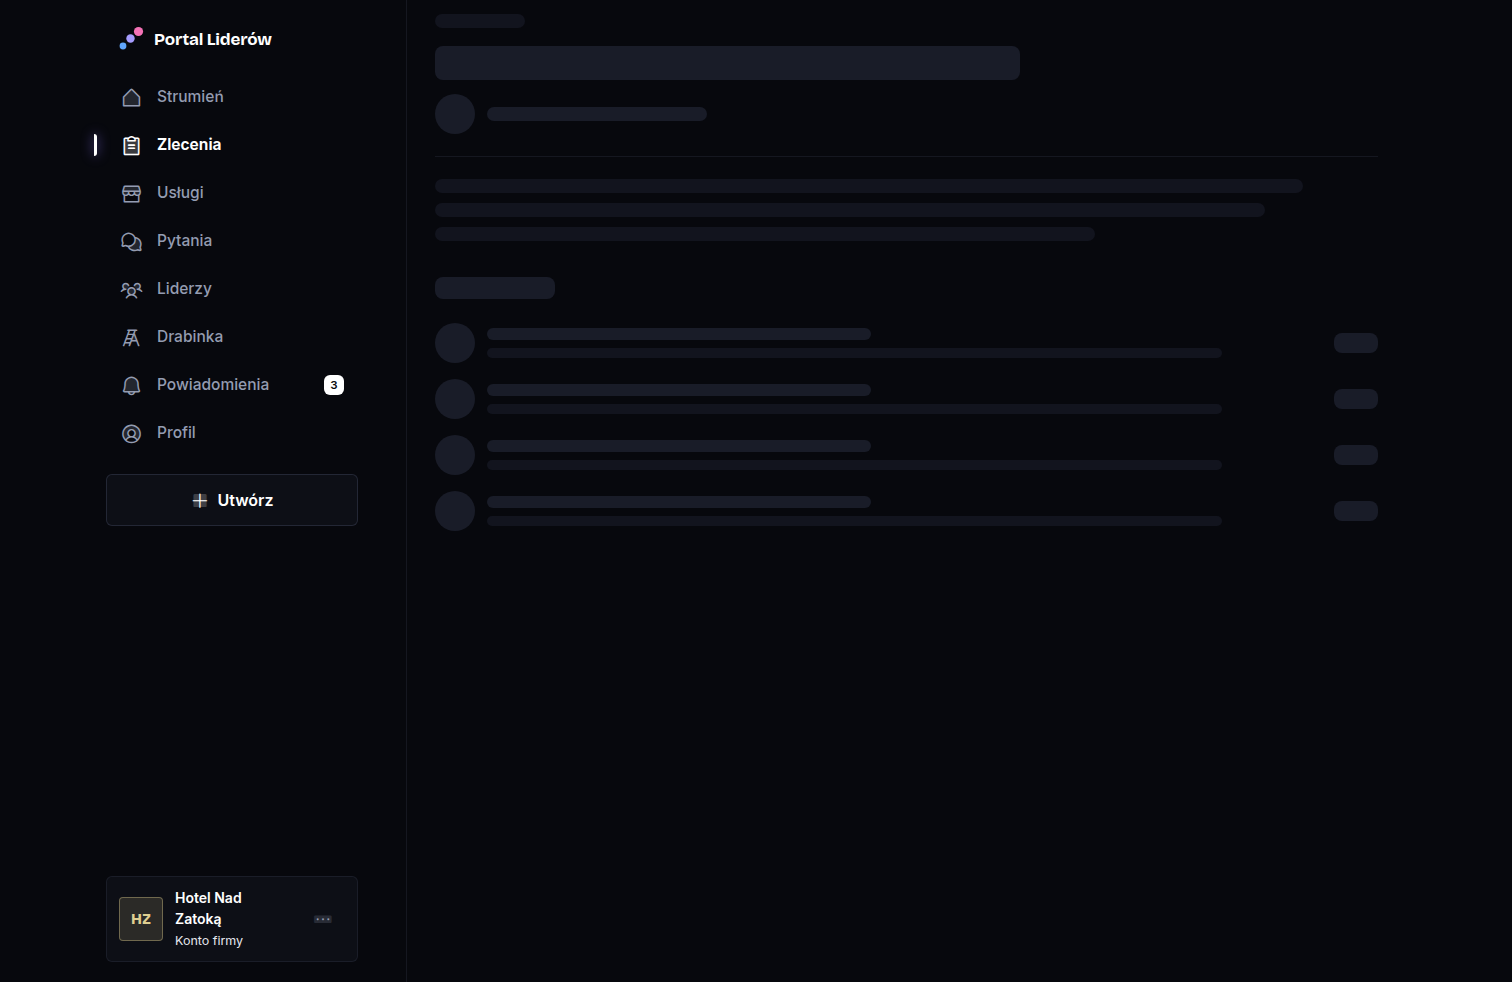 Portal Liderów
Strumień
Zlecenia
Usługi
Pytania
Liderzy
Drabinka
Powiadomienia 3
Profil
Utwórz
HZ
Hotel Nad
Zatoką
Konto firmy